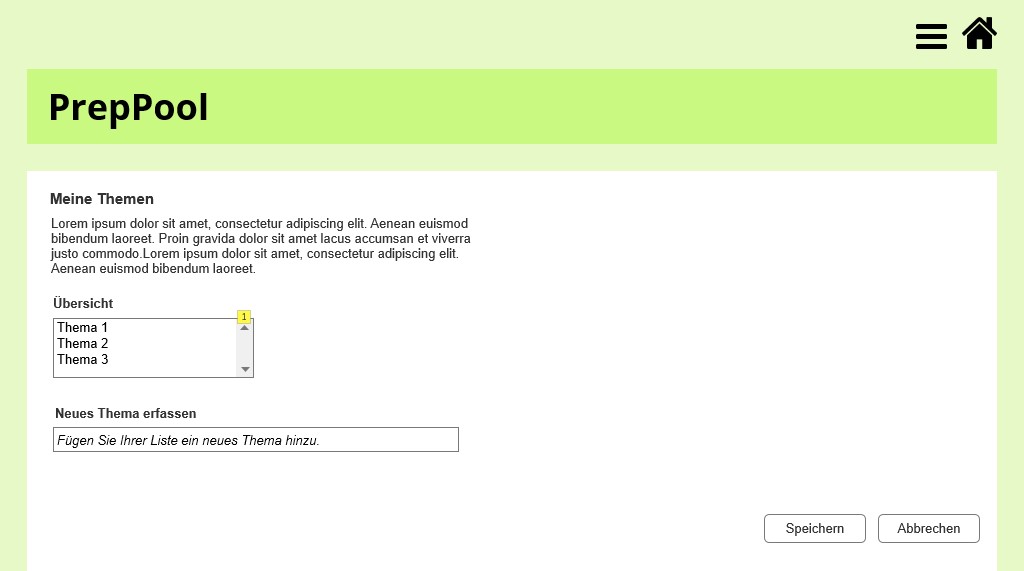 PrepPool
Meine Themen
Lorem ipsum dolor sit amet, consectetur adipiscing elit. Aenean euismod
bibendum laoreet. Proin gravida dolor sit amet lacus accumsan et viverra
justo commodo.Lorem ipsum dolor sit amet, consectetur adipiscing elit.
Aenean euismod bibendum laoreet.
Übersicht
1
Thema 1
Thema 2
Thema 3
Neues Thema erfassen
Fügen Sie Ihrer Liste ein neues Thema hinzu.
Speichern Abbrechen